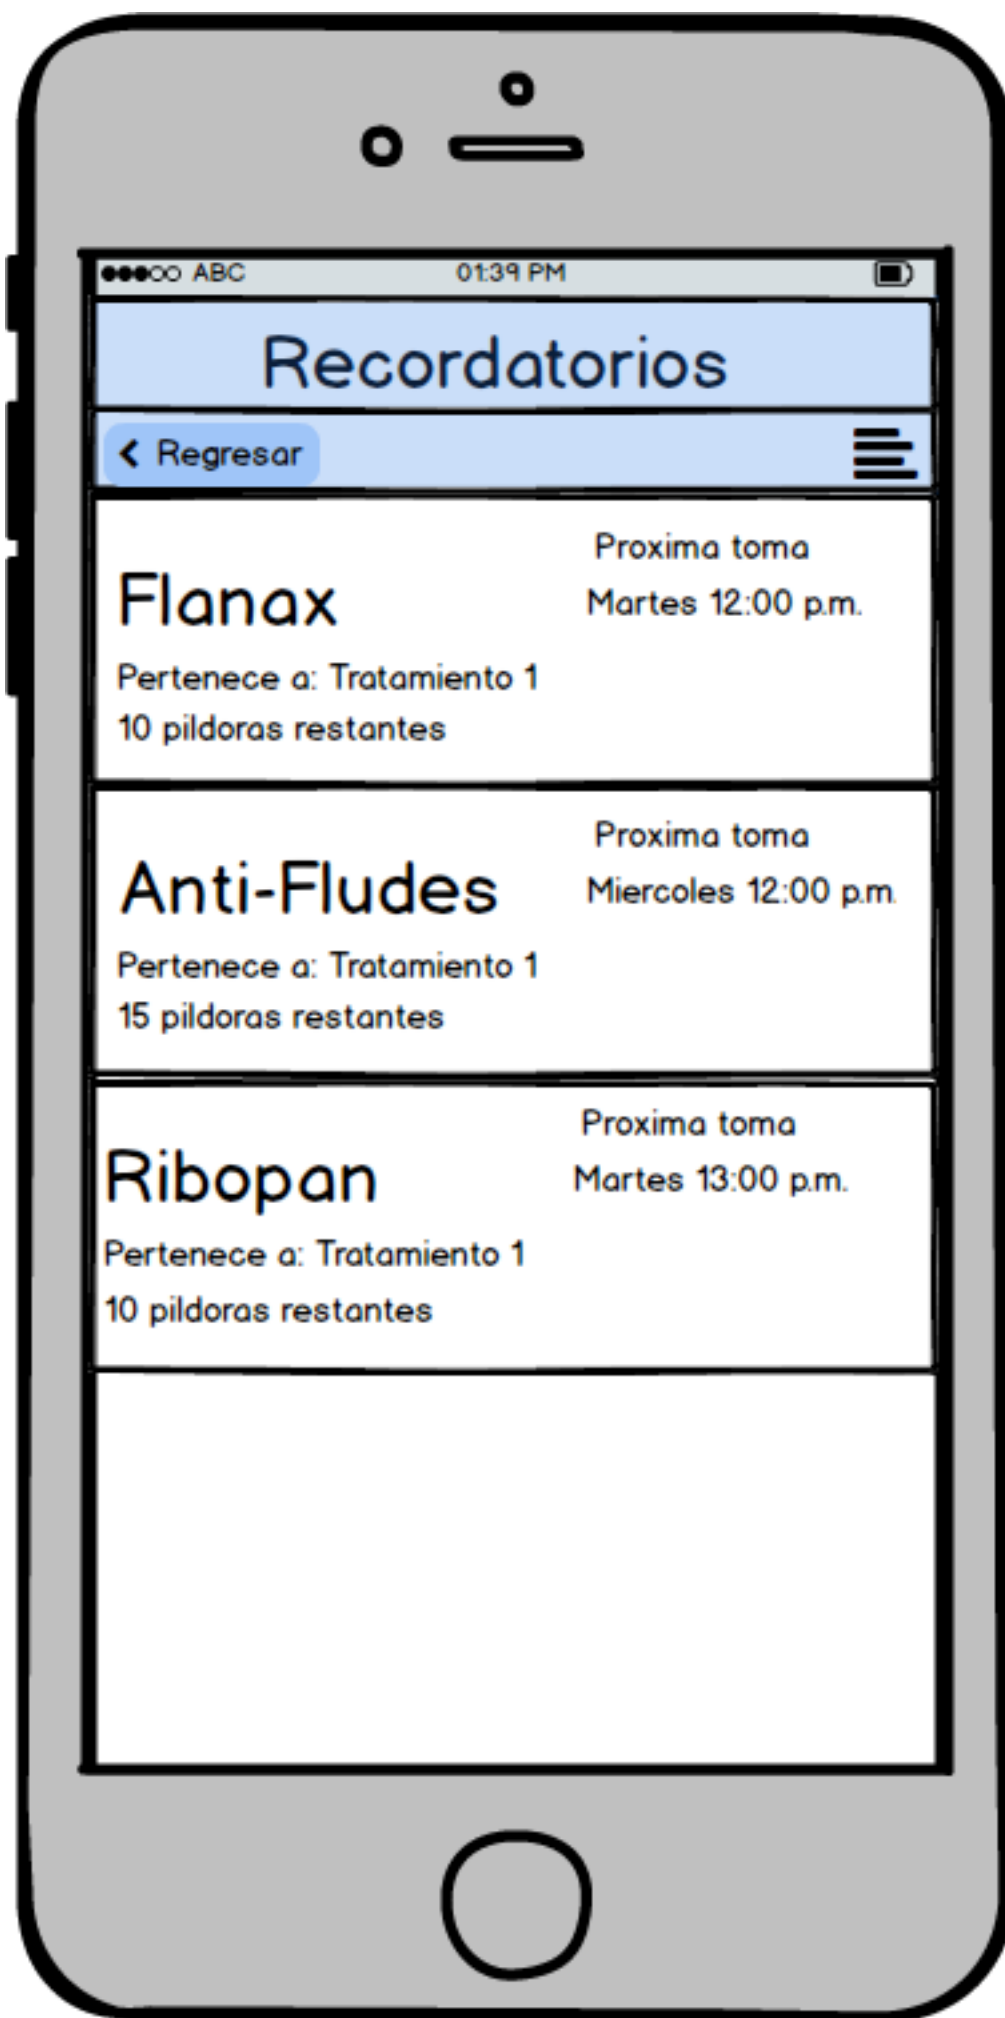 ABC 01:39 PM
Recordatorios
Regresar
Proxima toma
Flanax
Martes 12:00 p.m.
Pertenece a: Tratamiento 1
10 pildoras restantes
Proxima toma
Anti-Fludes
Miercoles 12:00 p.m.
Pertenece a: Tratamiento 1
15 pildoras restantes
Proxima toma
Ribopan
Martes 13:00 p.m.
Pertenece a: Tratamiento 1
10 pildoras restantes